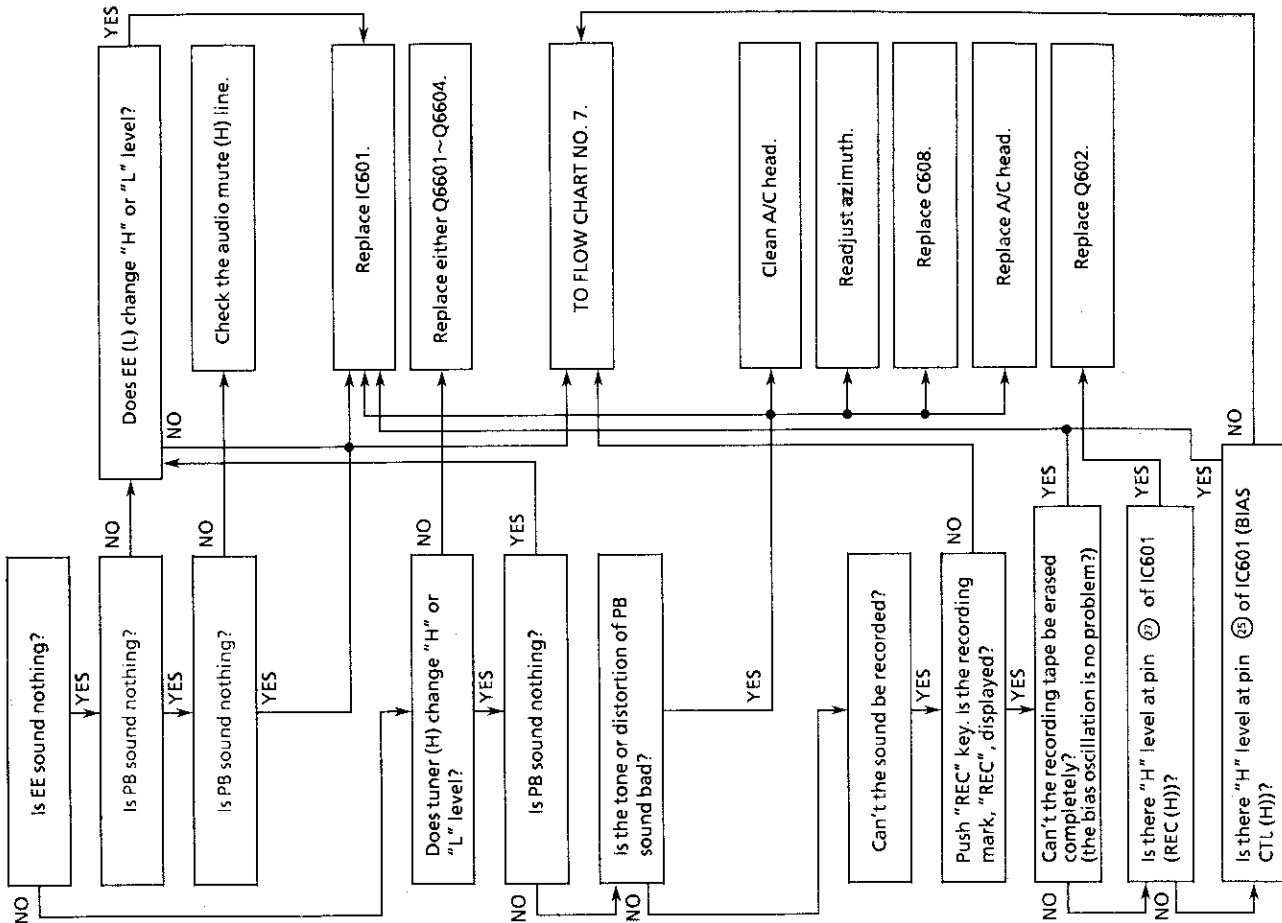 Is EE sound nothing?
NO
YES
Is PB sound nothing?
NO
YES
Is PB sound nothing?
NO
YES
Does tuner (H) change "H" or
"L" level?
NO
YES
Is PB sound nothing?
YES
NO
Is the tone or distortion of PB
sound bad?
YES
NO
Can't the sound be recorded?
YES
Push "REC" key. Is the recording
mark, "REC", displayed?
NO
YES
Can't the recording tape be erased
completely?
(the bias oscillation is no problem?)
YES
NO
Is there "H" level at pin ㉗ of IC601
(REC (H))?
YES
NO
Is there "H" level at pin ㉕ of IC601 (BIAS
CTL (H))?
YES
NO
Does EE (L) change "H" or "L" level?
YES
NO
Check the audio mute (H) line.
Replace IC601.
Replace either Q6601~Q6604.
TO FLOW CHART NO. 7.
Clean A/C head.
Readjust azimuth.
Replace C608.
Replace A/C head.
Replace Q602.